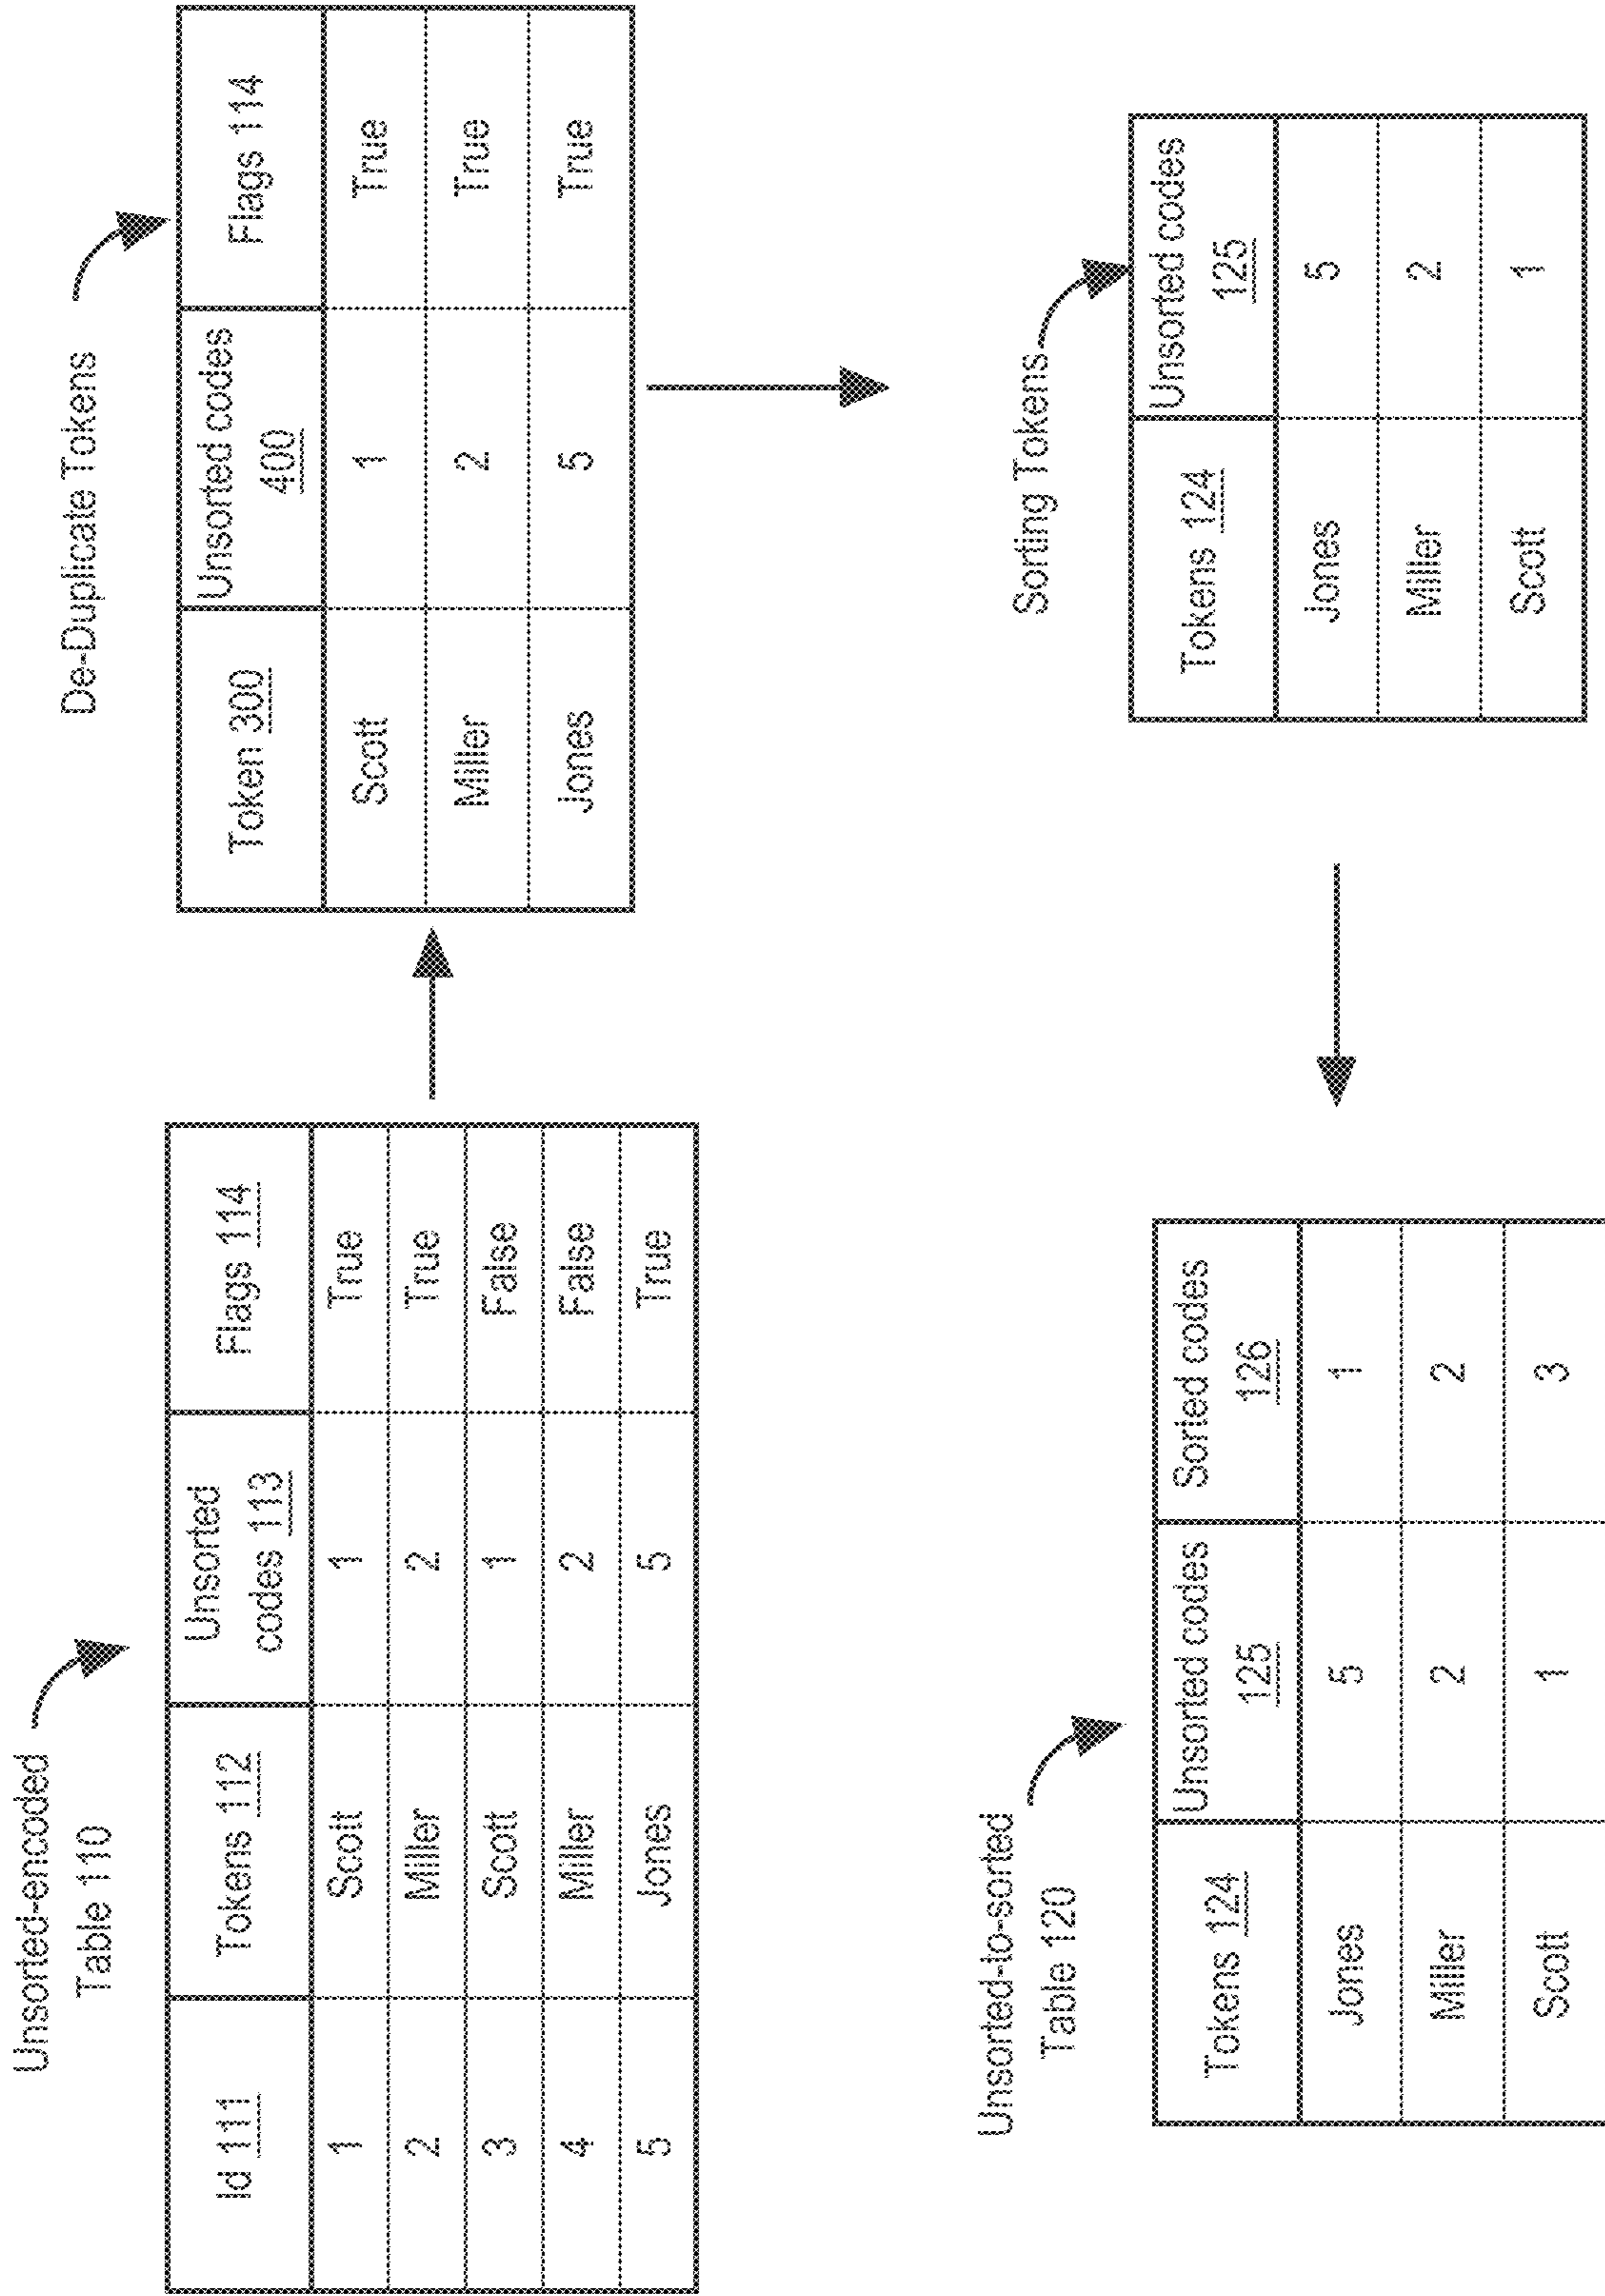 Unsorted-encoded
Table 110
Id 111 Tokens 112 Unsorted codes 113 Flags 114
1 Scott 1 True
2 Miller 2 True
3 Scott 1 False
4 Miller 2 False
5 Jones 5 True
De-Duplicate Tokens
Token 300 Unsorted codes 400 Flags 114
Scott 1 True
Miller 2 True
Jones 5 True
Sorting Tokens
Tokens 124 Unsorted codes 125
Jones 5
Miller 2
Scott 1
Unsorted-to-sorted
Table 120
Tokens 124 Unsorted codes 125 Sorted codes 126
Jones 5 1
Miller 2 2
Scott 1 3